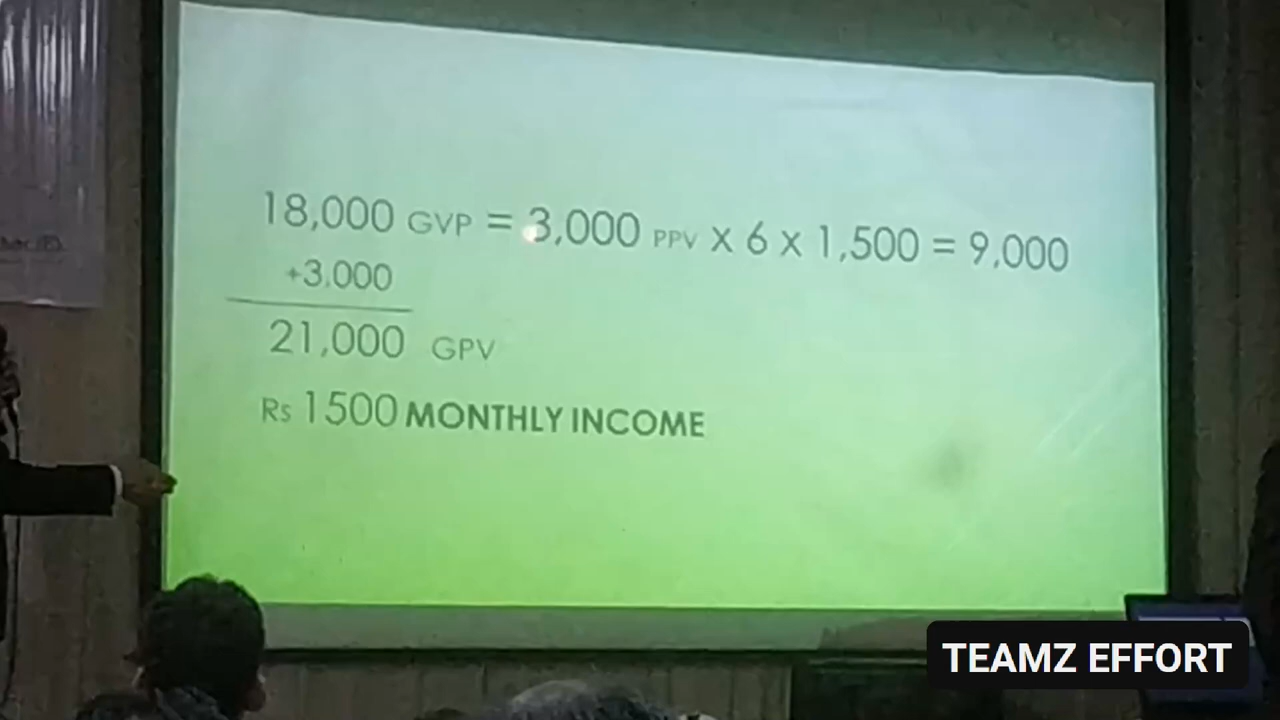 18,000 GVP = 3,000 PPV X 6 X 1,500 = 9,000
+3.000
21,000 GPV
Rs 1500 MONTHLY INCOME
TEAMZ EFFORT